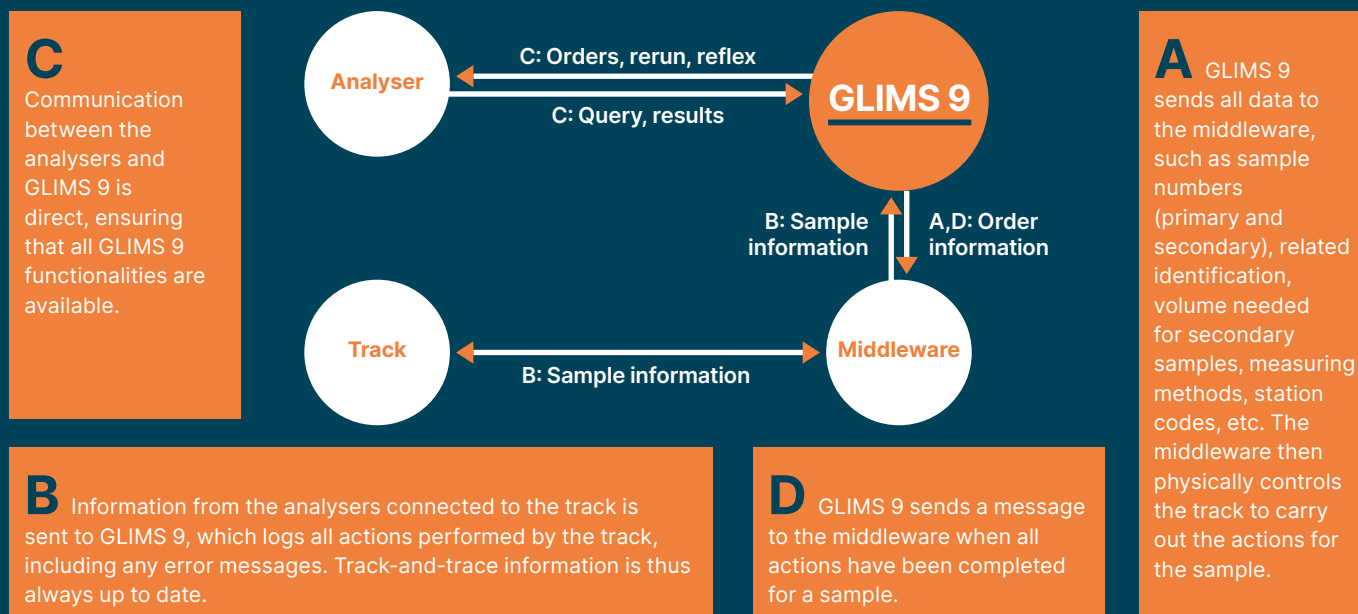 C
Communication
between the
analysers and
GLIMS 9 is
direct, ensuring
that all GLIMS 9
functionalities are
available.
Analyser
C: Orders, rerun, reflex
C: Query, results
GLIMS 9
B: Sample
information
A,D: Order
information
Track
B: Sample information
Middleware
A GLIMS 9
sends all data to
the middleware,
such as sample
numbers
(primary and
secondary), related
identification,
volume needed
for secondary
samples, measuring
methods, station
codes, etc. The
middleware then
physically controls
the track to carry
out the actions for
the sample.
B Information from the analysers connected to the track is
sent to GLIMS 9, which logs all actions performed by the track,
including any error messages. Track-and-trace information is thus
always up to date.
D GLIMS 9 sends a message
to the middleware when all
actions have been completed
for a sample.